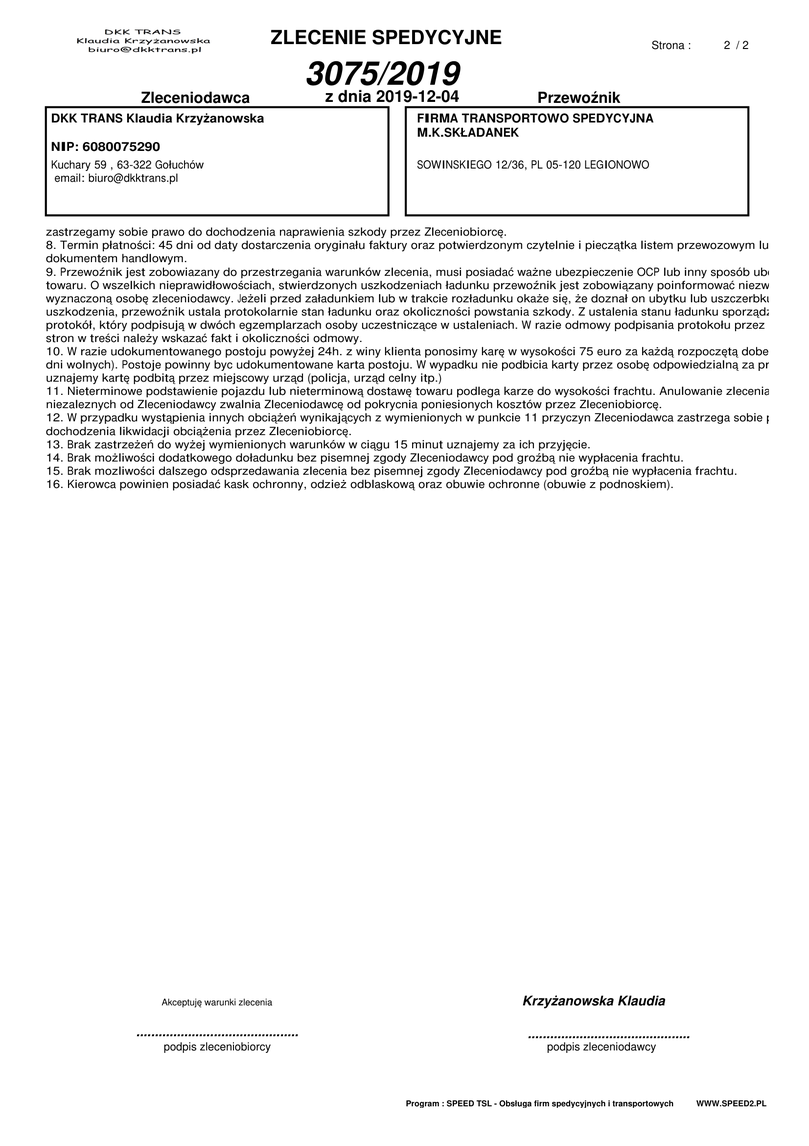 DKK TRANS
Klaudia Krzyżanowska
biuro@dkktrans.pl
ZLECENIE SPEDYCYJNE
Strona : 2 / 2
3075/2019
Zleceniodawca z dnia 2019-12-04 Przewoźnik
DKK TRANS Klaudia Krzyżanowska
NIP: 6080075290
Kuchary 59 , 63-322 Gołuchów
email: biuro@dkktrans.pl
FIRMA TRANSPORTOWO SPEDYCYJNA
M.K.SKŁADANEK
SOWINSKIEGO 12/36, PL 05-120 LEGIONOWO
zastrzegamy sobie prawo do dochodzenia naprawienia szkody przez Zleceniobiorcę.
8. Termin płatności: 45 dni od daty dostarczenia oryginału faktury oraz potwierdzonym czytelnie i pieczątka listem przewozowym lu
dokumentem handlowym.
9. Przewoźnik jest zobowiazany do przestrzegania warunków zlecenia, musi posiadać ważne ubezpieczenie OCP lub inny sposób ube
towaru. O wszelkich nieprawidłowościach, stwierdzonych uszkodzeniach ładunku przewoźnik jest zobowiązany poinformować niezw
wyznaczoną osobę zleceniodawcy. Jeżeli przed załadunkiem lub w trakcie rozładunku okaże się, że doznał on ubytku lub uszczerbku
uszkodzenia, przewoźnik ustala protokolarnie stan ładunku oraz okoliczności powstania szkody. Z ustalenia stanu ładunku sporządz
protokół, który podpisują w dwóch egzemplarzach osoby uczestniczące w ustaleniach. W razie odmowy podpisania protokołu przez
stron w treści należy wskazać fakt i okoliczności odmowy.
10. W razie udokumentowanego postoju powyżej 24h. z winy klienta ponosimy karę w wysokości 75 euro za każdą rozpoczętą dobe
dni wolnych). Postoje powinny byc udokumentowane karta postoju. W wypadku nie podbicia karty przez osobę odpowiedzialną za pr
uznajemy kartę podbitą przez miejscowy urząd (policja, urząd celny itp.)
11. Nieterminowe podstawienie pojazdu lub nieterminową dostawę towaru podlega karze do wysokości frachtu. Anulowanie zlecenia
niezaleznych od Zleceniodawcy zwalnia Zleceniodawcę od pokrycnia poniesionych kosztów przez Zleceniobiorcę.
12. W przypadku wystąpienia innych obciążeń wynikających z wymienionych w punkcie 11 przyczyn Zleceniodawca zastrzega sobie p
dochodzenia likwidacji obciążenia przez Zleceniobiorcę.
13. Brak zastrzeżeń do wyżej wymienionych warunków w ciągu 15 minut uznajemy za ich przyjęcie.
14. Brak możliwości dodatkowego doładunku bez pisemnej zgody Zleceniodawcy pod groźbą nie wypłacenia frachtu.
15. Brak mozliwości dalszego odsprzedawania zlecenia bez pisemnej zgody Zleceniodawcy pod groźbą nie wypłacenia frachtu.
16. Kierowca powinien posiadać kask ochronny, odzież odblaskową oraz obuwie ochronne (obuwie z podnoskiem).
Akceptuję warunki zlecenia
Krzyżanowska Klaudia
podpis zleceniobiorcy
podpis zleceniodawcy
Program : SPEED TSL - Obsługa firm spedycyjnych i transportowych WWW.SPEED2.PL